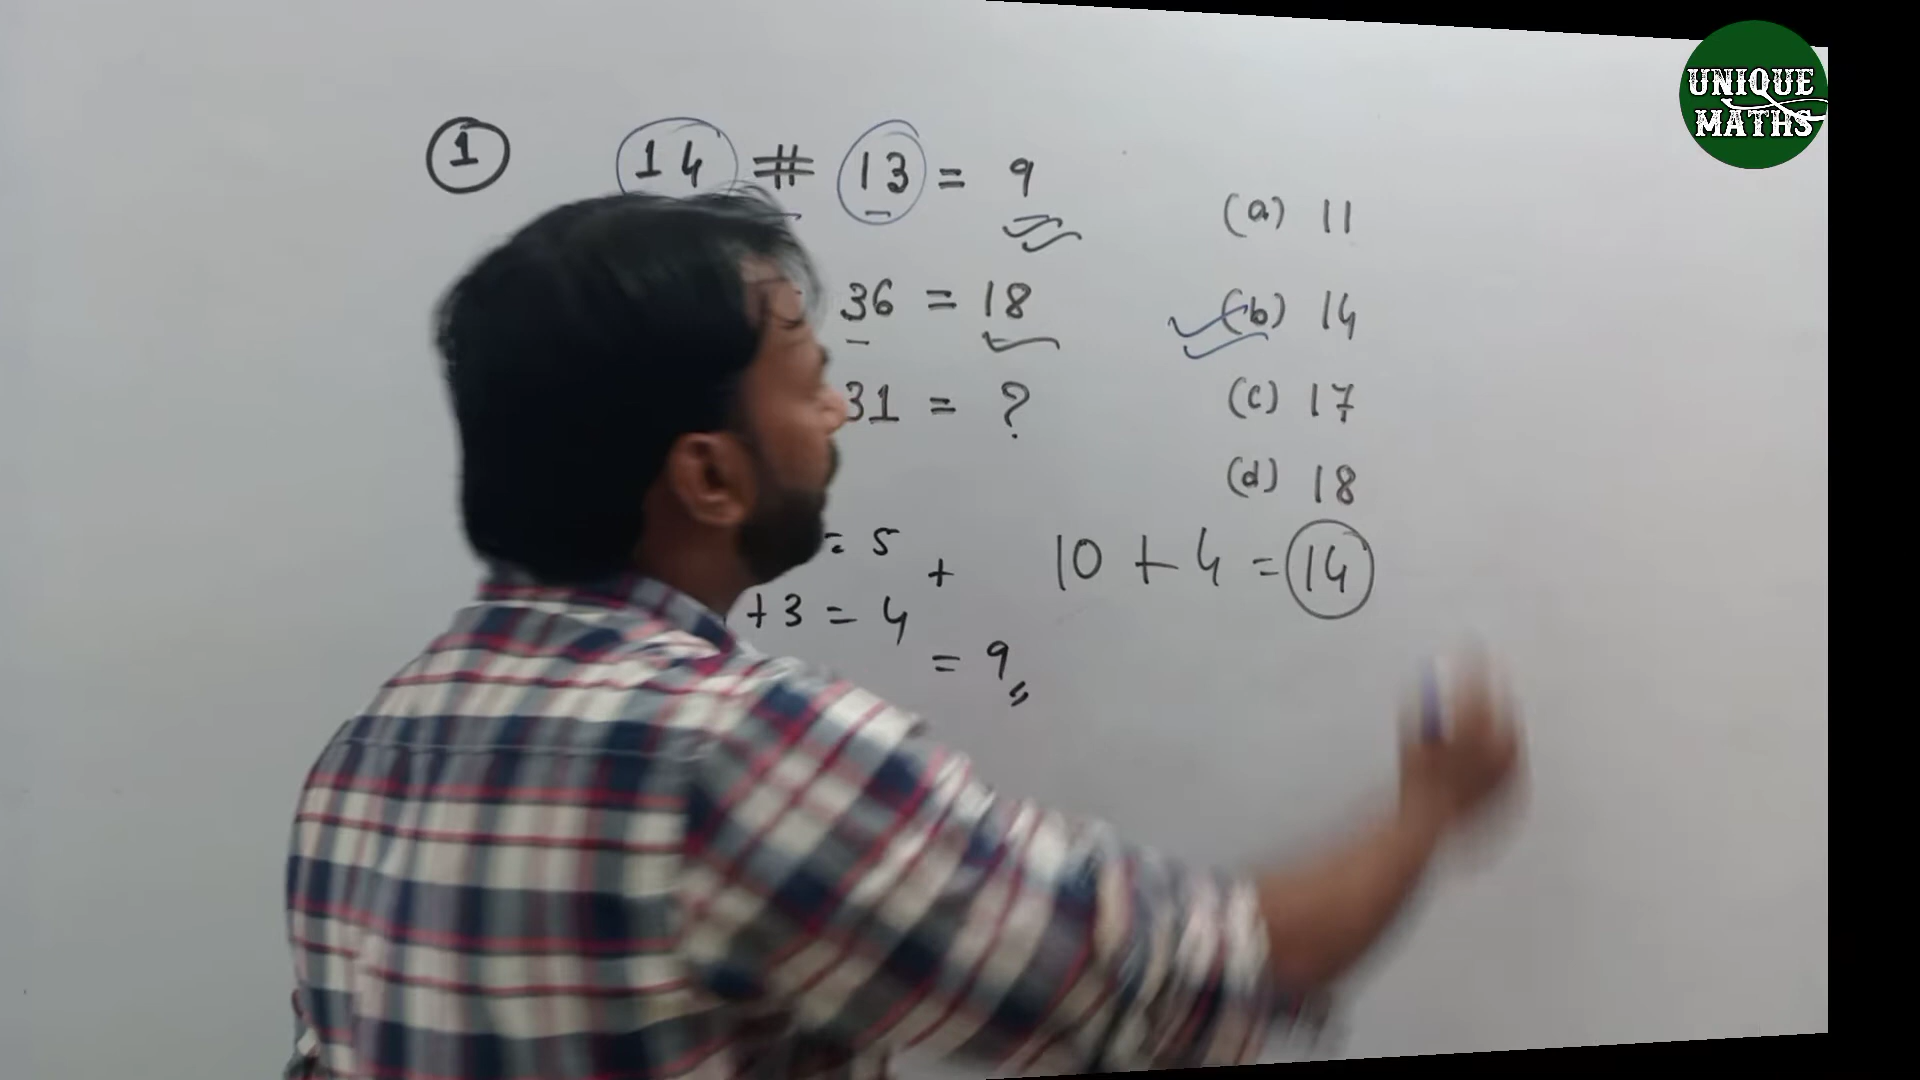 UNIQUE
MATHS
1 14 # 13 = 9
36 = 18
31 = ?
(a) 11
(b) 14
(c) 17
(d) 18
= 5
+
+3 = 4
= 9
10 + 4 = 14